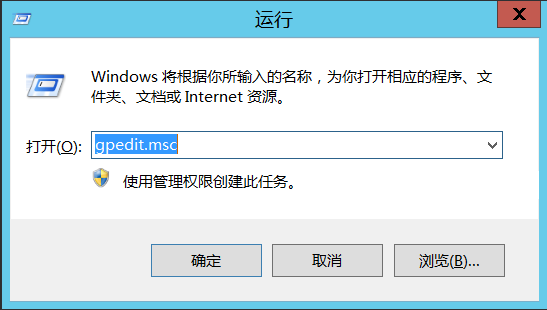 运行
X
Windows 将根据你所输入的名称，为你打开相应的程序、文
件夹、文档或 Internet 资源。
打开(O): gpedit.msc
使用管理权限创建此任务。
确定 取消 浏览(B)...